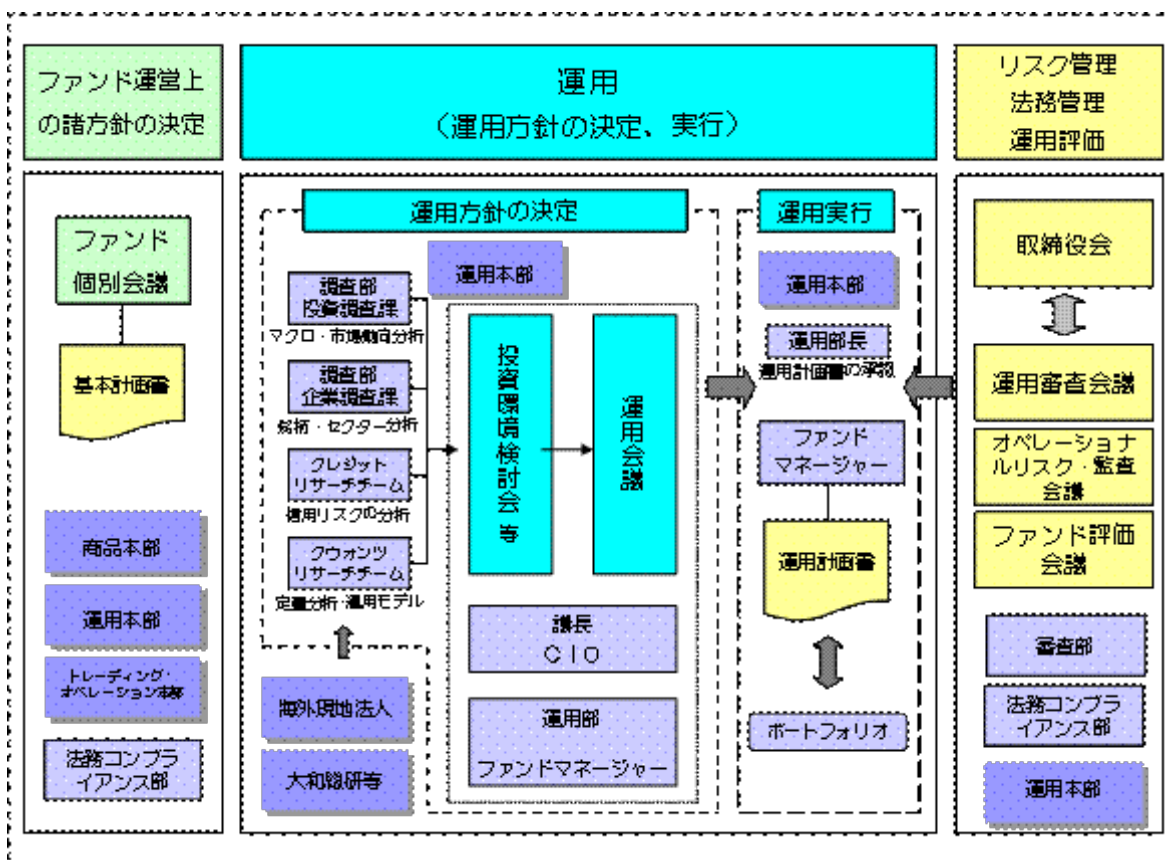 ファンド運営上
の諸方針の決定
運用
（運用方針の決定、実行）
リスク管理
法務管理
運用評価
ファンド
個別会議
基本計画書
商品本部
運用本部
トレーディング・
オペレーション本部
法務コンプラ
イアンス部
運用方針の決定
運用本部
調査部
投資調査課
マクロ・市場動向分析
調査部
企業調査課
銘柄・セクター分析
クレジット
リサーチチーム
信用リスクの分析
クウォンツ
リサーチチーム
定量分析・運用モデル
海外現地法人
大和総研等
投資環境検討会 等
運用会議
議長
ＣＩＯ
運用部
ファンドマネージャー
運用実行
運用本部
運用部長
運用計画書の承認
ファンド
マネージャー
運用計画書
ポートフォリオ
取締役会
運用審査会議
オペレーショナ
ルリスク・監査
会議
ファンド評価
会議
審査部
法務コンプラ
イアンス部
運用本部